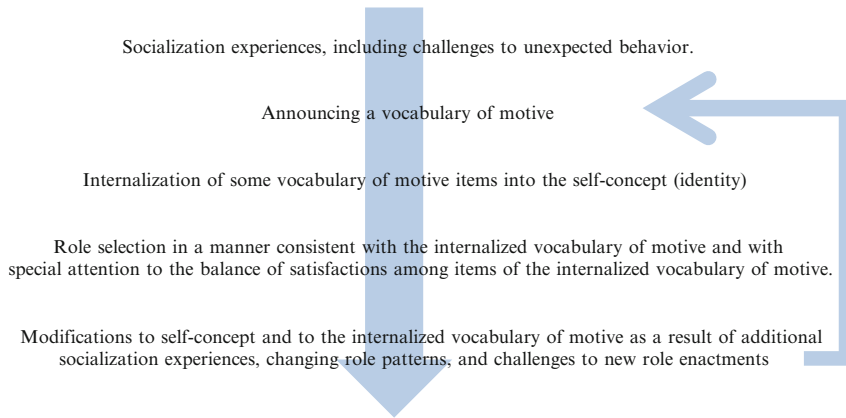 Socialization experiences, including challenges to unexpected behavior.
Announcing a vocabulary of motive
Internalization of some vocabulary of motive items into the self-concept (identity)
Role selection in a manner consistent with the internalized vocabulary of motive and with
special attention to the balance of satisfactions among items of the internalized vocabulary of motive.
Modifications to self-concept and to the internalized vocabulary of motive as a result of additional
socialization experiences, changing role patterns, and challenges to new role enactments